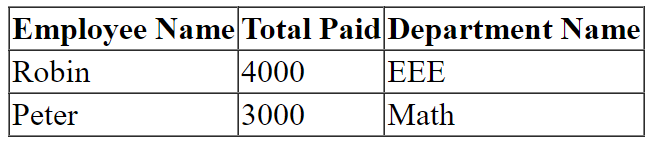 Employee Name Total Paid Department Name
Robin 4000 EEE
Peter 3000 Math